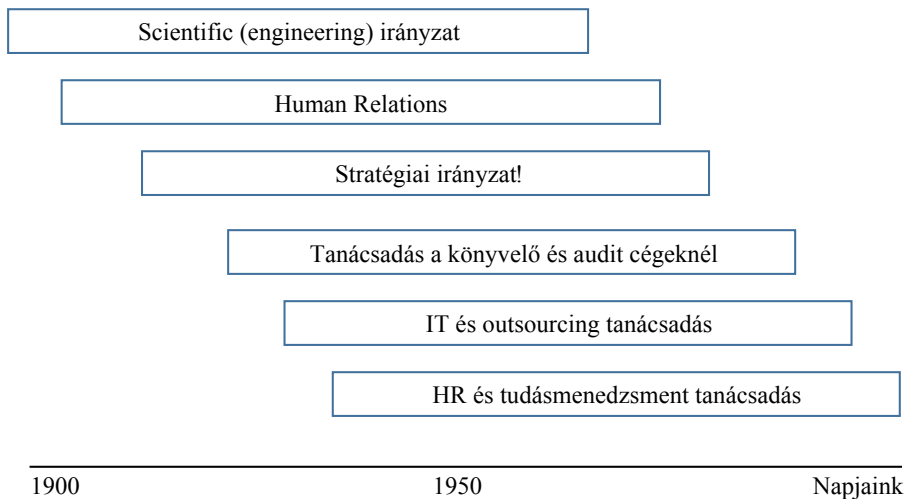 Scientific (engineering) irányzat
Human Relations
Stratégiai irányzat!
Tanácsadás a könyvelő és audit cégeknél
IT és outsourcing tanácsadás
HR és tudásmenedzsment tanácsadás
1900 1950 Napjaink